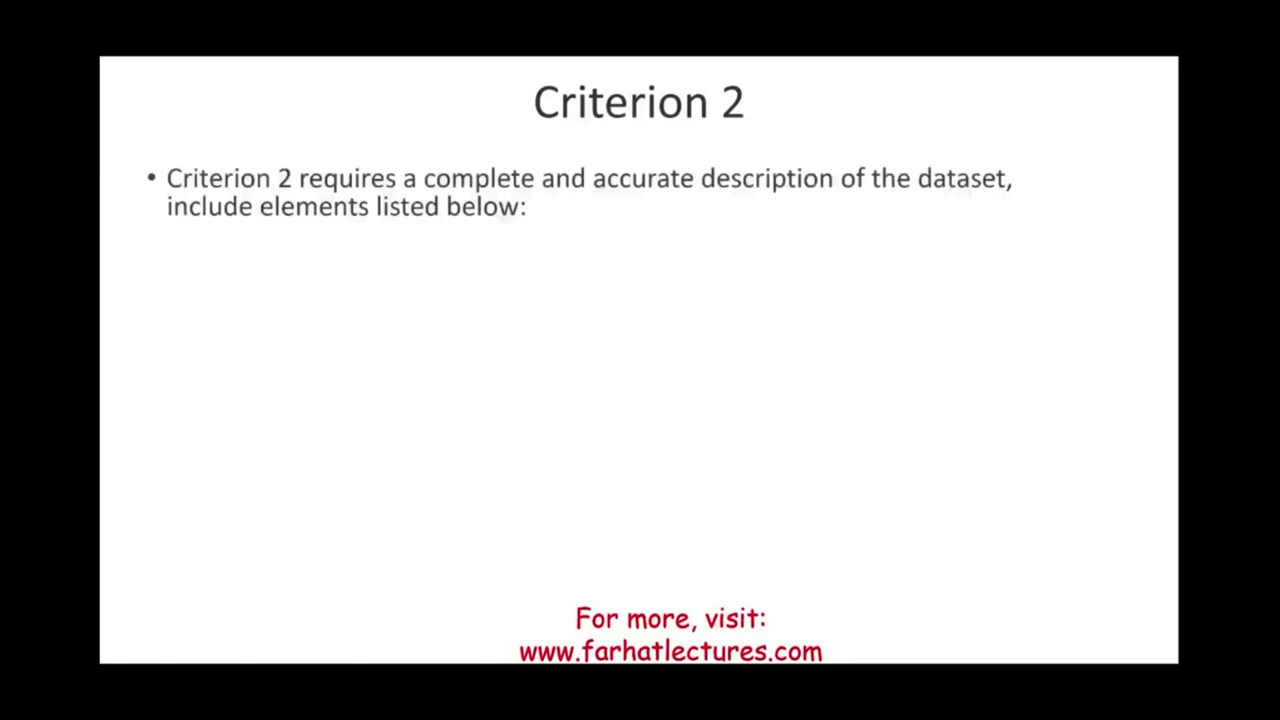 Criterion 2
• Criterion 2 requires a complete and accurate description of the dataset,
include elements listed below:
For more, visit:
www.farhatlectures.com